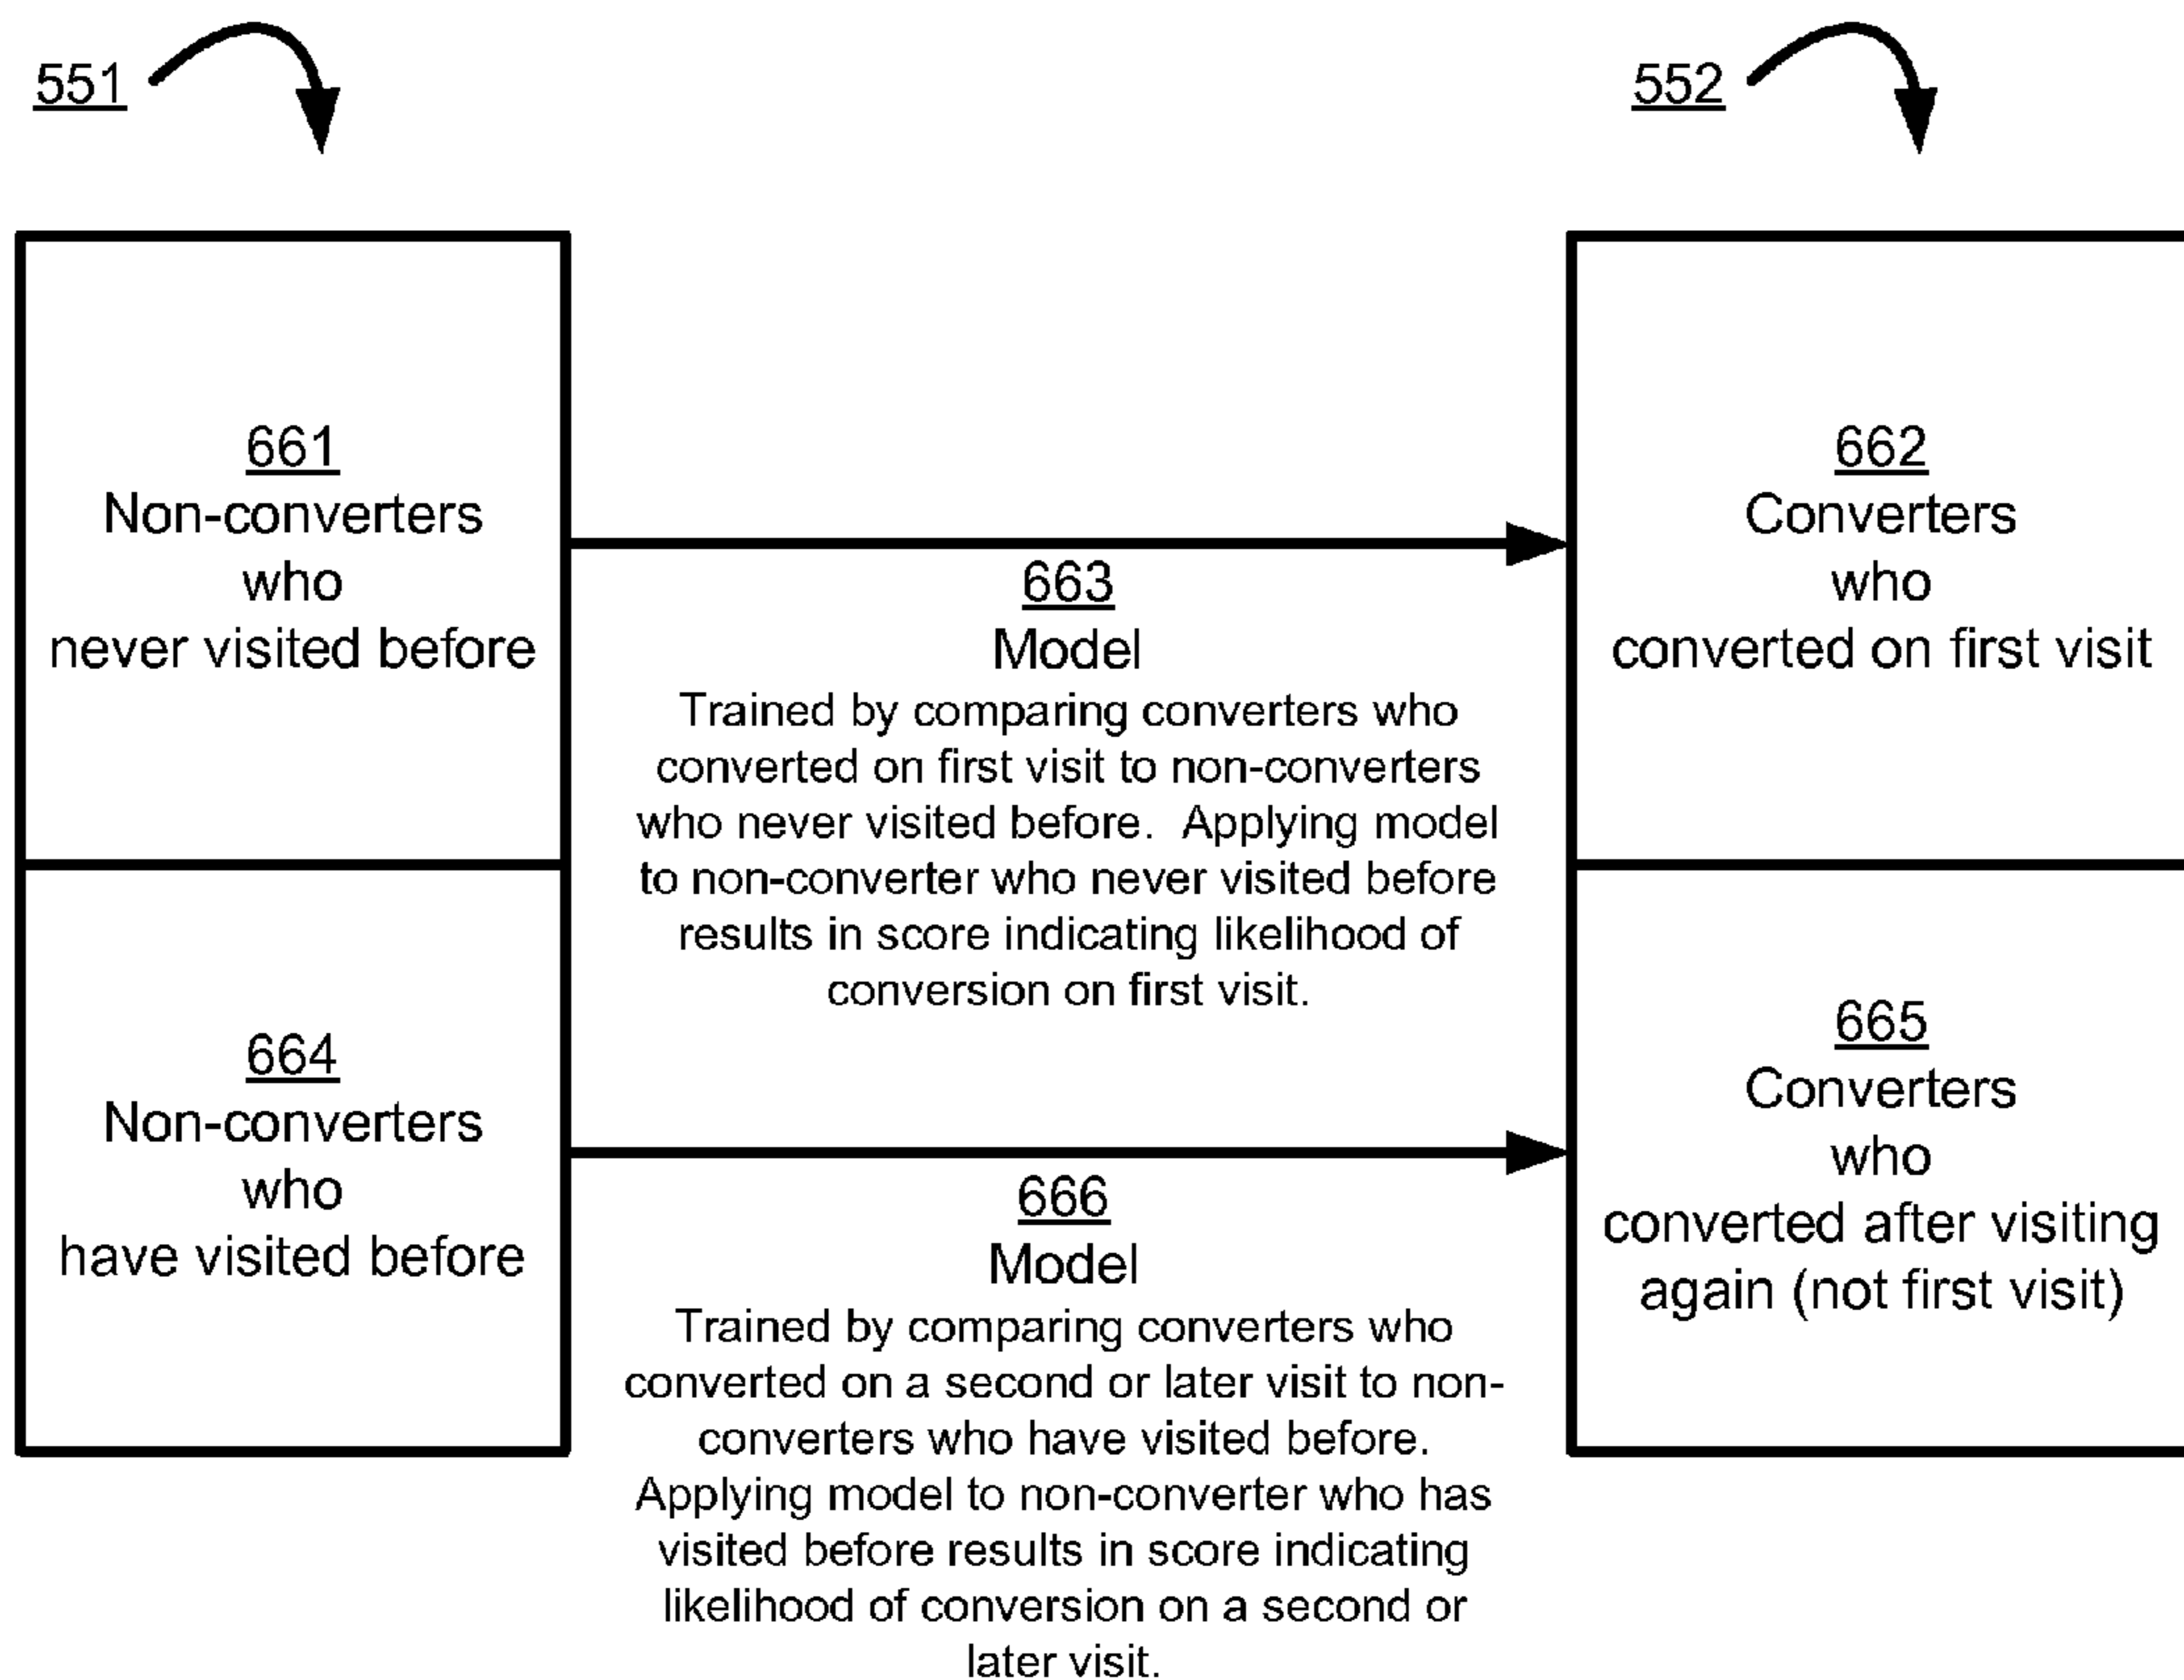 551
552
661
Non-converters
who
never visited before
663
Model
Trained by comparing converters who
converted on first visit to non-converters
who never visited before. Applying model
to non-converter who never visited before
results in score indicating likelihood of
conversion on first visit.
662
Converters
who
converted on first visit
664
Non-converters
who
have visited before
666
Model
Trained by comparing converters who
converted on a second or later visit to non-
converters who have visited before.
Applying model to non-converter who has
visited before results in score indicating
likelihood of conversion on a second or
later visit.
665
Converters
who
converted after visiting
again (not first visit)